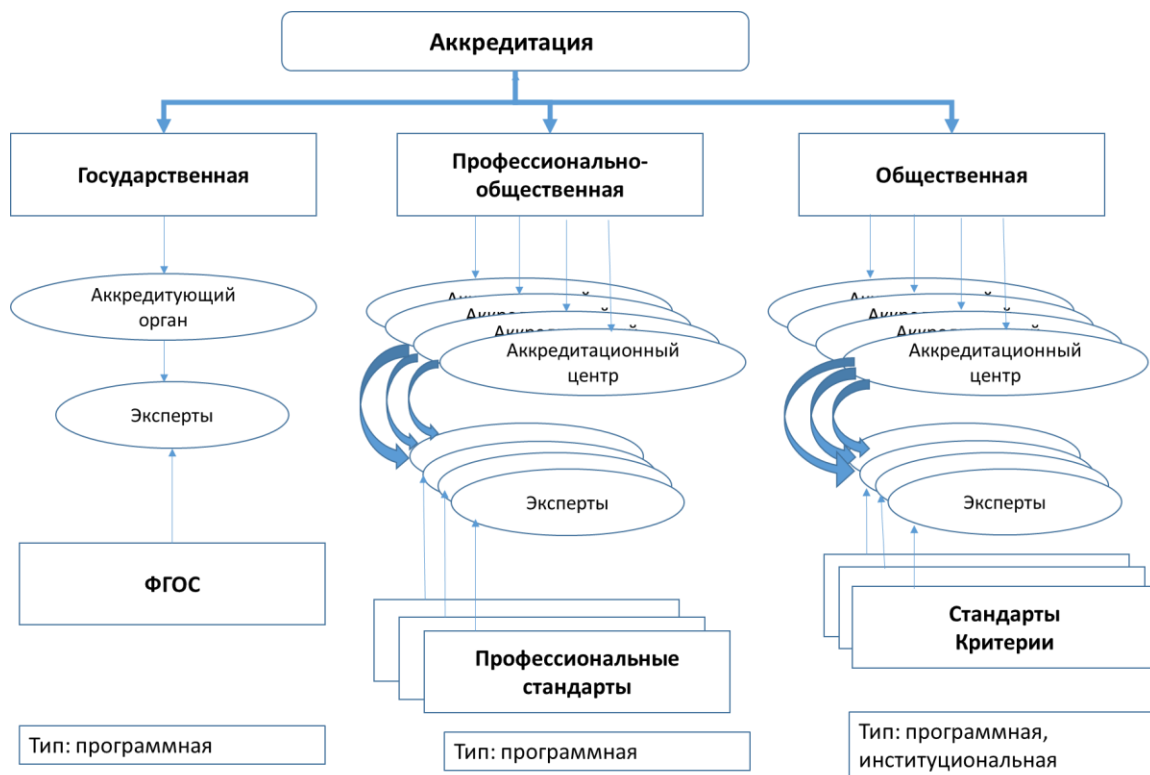 Аккредитация
Государственная
Профессионально-
общественная
Общественная
Аккредитующий
орган
Аккредитационный
центр
Аккредитационный
центр
Эксперты
Эксперты
Эксперты
ФГОС
Профессиональные
стандарты
Стандарты
Критерии
Тип: программная
Тип: программная
Тип: программная,
институциональная